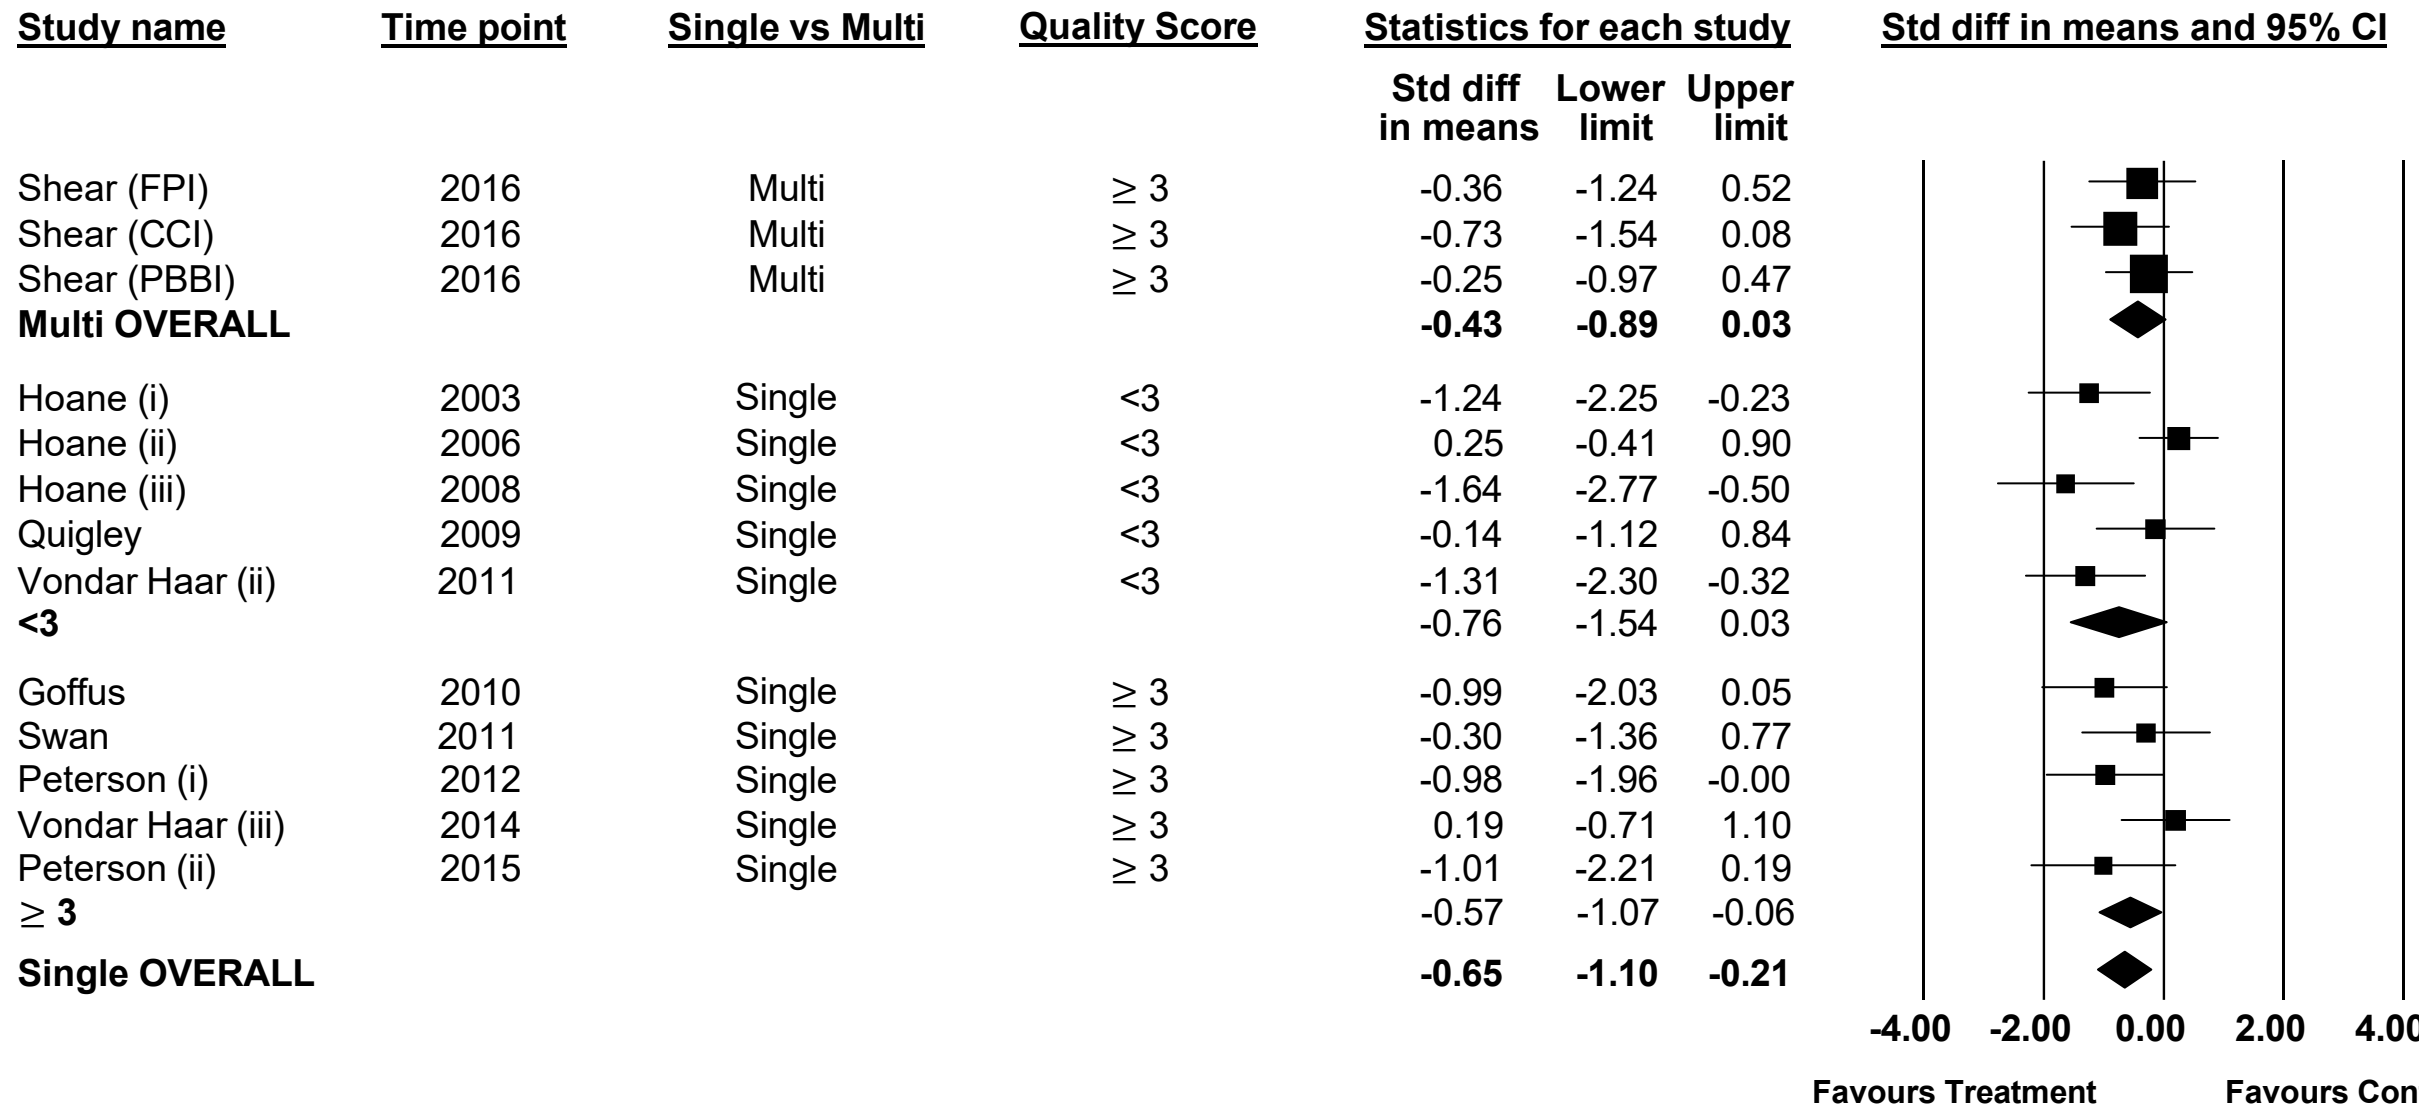 Study name Time point Single vs Multi Quality Score Statistics for each study Std diff in means and 95% CI
Std diff Lower Upper
in means limit limit
Shear (FPI) 2016 Multi ≥ 3 -0.36 -1.24 0.52
Shear (CCI) 2016 Multi ≥ 3 -0.73 -1.54 0.08
Shear (PBBI) 2016 Multi ≥ 3 -0.25 -0.97 0.47
Multi OVERALL -0.43 -0.89 0.03
Hoane (i) 2003 Single <3 -1.24 -2.25 -0.23
Hoane (ii) 2006 Single <3 0.25 -0.41 0.90
Hoane (iii) 2008 Single <3 -1.64 -2.77 -0.50
Quigley 2009 Single <3 -0.14 -1.12 0.84
Vondar Haar (ii) 2011 Single <3 -1.31 -2.30 -0.32
<3 -0.76 -1.54 0.03
Goffus 2010 Single ≥ 3 -0.99 -2.03 0.05
Swan 2011 Single ≥ 3 -0.30 -1.36 0.77
Peterson (i) 2012 Single ≥ 3 -0.98 -1.96 -0.00
Vondar Haar (iii) 2014 Single ≥ 3 0.19 -0.71 1.10
Peterson (ii) 2015 Single ≥ 3 -1.01 -2.21 0.19
≥ 3 -0.57 -1.07 -0.06
Single OVERALL -0.65 -1.10 -0.21
-4.00 -2.00 0.00 2.00 4.00
Favours Treatment Favours Con